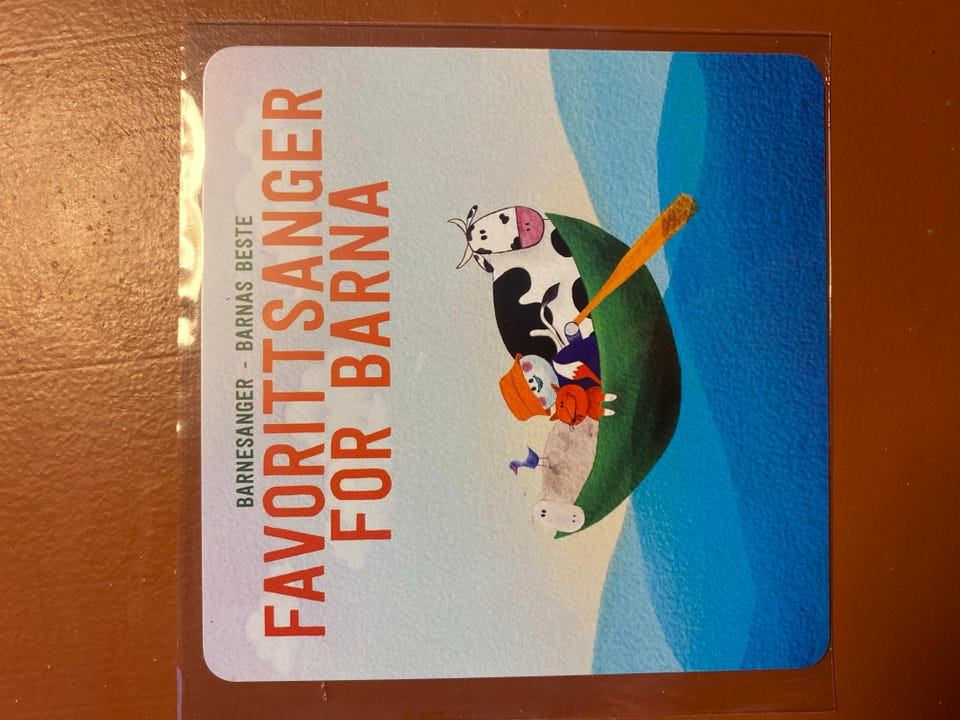 BARNESANGER - BARNAS BESTE
FAVORITTSANGER
FOR BARNA